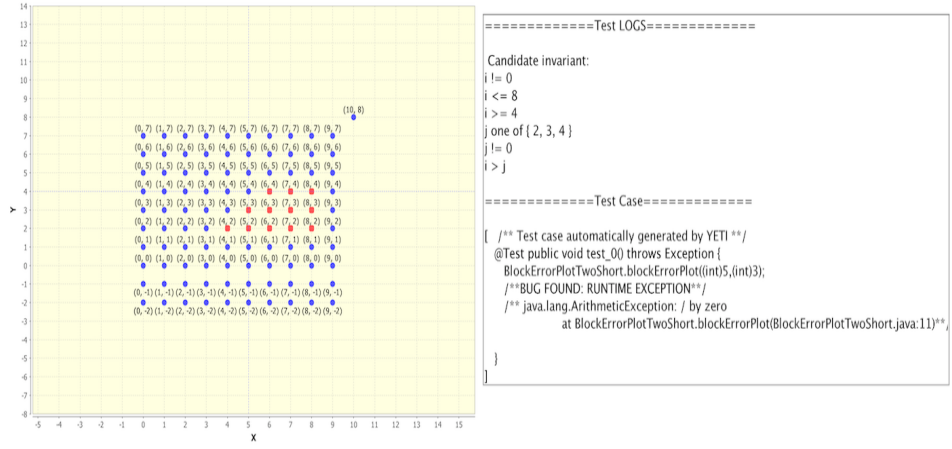 14
13
12
11
10
9
8
7
6
5
4
3
2
1
0
-1
-2
-3
-4
-5
-6
-7
-8
Y
(10, 8)
(0, 7) (1, 7) (2, 7) (3, 7) (4, 7) (5, 7) (6, 7) (7, 7) (8, 7) (9, 7)
(0, 6) (1, 6) (2, 6) (3, 6) (4, 6) (5, 6) (6, 6) (7, 6) (8, 6) (9, 6)
(0, 5) (1, 5) (2, 5) (3, 5) (4, 5) (5, 5) (6, 5) (7, 5) (8, 5) (9, 5)
(0, 4) (1, 4) (2, 4) (3, 4) (4, 4) (5, 4) (6, 4) (7, 4) (8, 4) (9, 4)
(0, 3) (1, 3) (2, 3) (3, 3) (4, 3) (5, 3) (6, 3) (7, 3) (8, 3) (9, 3)
(0, 2) (1, 2) (2, 2) (3, 2) (4, 2) (5, 2) (6, 2) (7, 2) (8, 2) (9, 2)
(0, 1) (1, 1) (2, 1) (3, 1) (4, 1) (5, 1) (6, 1) (7, 1) (8, 1) (9, 1)
(0, 0) (1, 0) (2, 0) (3, 0) (4, 0) (5, 0) (6, 0) (7, 0) (8, 0) (9, 0)
(0, -1) (1, -1) (2, -1) (3, -1) (4, -1) (5, -1) (6, -1) (7, -1) (8, -1) (9, -1)
(0, -2) (1, -2) (2, -2) (3, -2) (4, -2) (5, -2) (6, -2) (7, -2) (8, -2) (9, -2)
-5 -4 -3 -2 -1 0 1 2 3 4 5 6 7 8 9 10 11 12 13 14 15
X
=============Test LOGS=============
Candidate invariant:
i != 0
i <= 8
i >= 4
j one of { 2, 3, 4 }
j != 0
i > j
=============Test Case=============
[ /** Test case automatically generated by YETI **/
@Test public void test_0() throws Exception {
BlockErrorPlotTwoShort.blockErrorPlot((int)5,(int)3);
/**BUG FOUND: RUNTIME EXCEPTION**/
/** java.lang.ArithmeticException: / by zero
at BlockErrorPlotTwoShort.blockErrorPlot(BlockErrorPlotTwoShort.java:11)**/
}
]